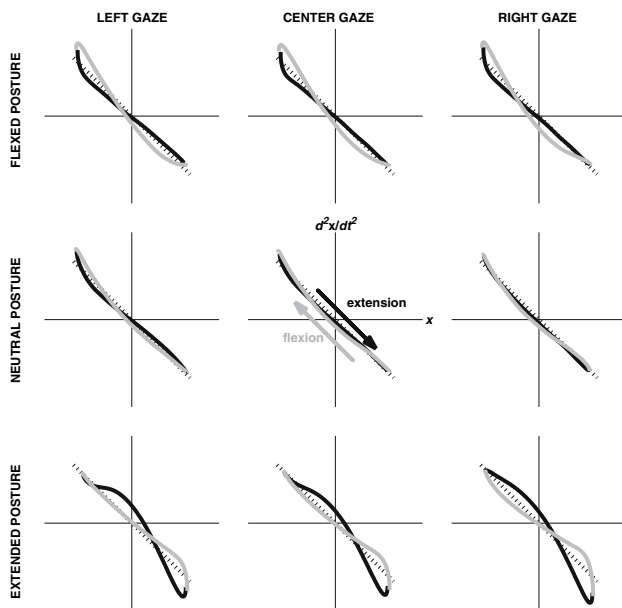 LEFT GAZE
CENTER GAZE
RIGHT GAZE
FLEXED POSTURE
NEUTRAL POSTURE
EXTENDED POSTURE
d²x/dt²
extension
x
flexion